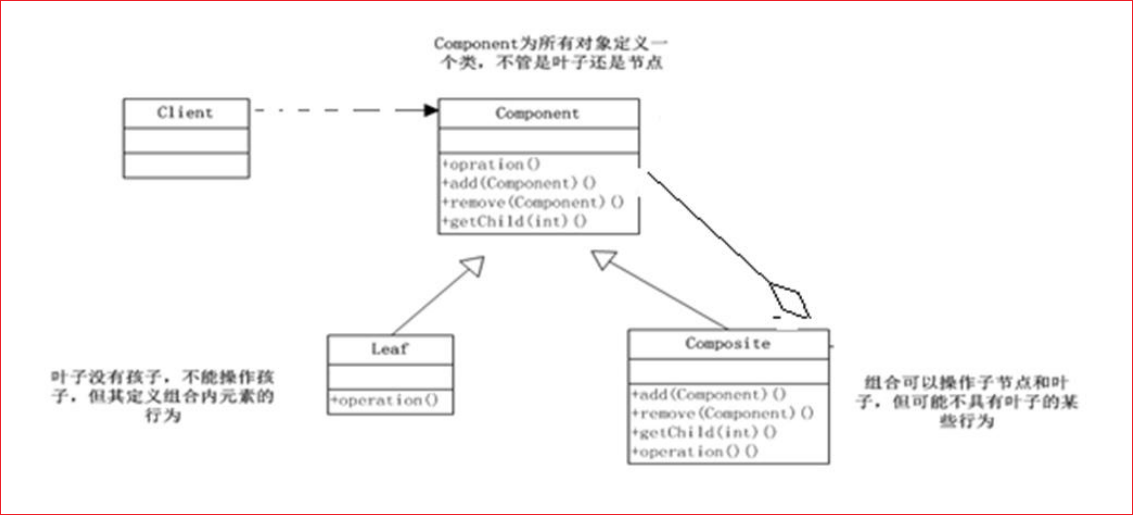 Component为所有对象定义一
个类，不管是叶子还是节点
Client
Component
+opration()
+add(Component)()
+remove(Component)()
+getChild(int)()
Leaf
+operation()
Composite
+add(Component)()
+remove(Component)()
+getChild(int)()
+operation()()
叶子没有孩子，不能操作孩
子，但其定义组合内元素的
行为
组合可以操作子节点和叶
子，但可能不具有叶子的某
些行为